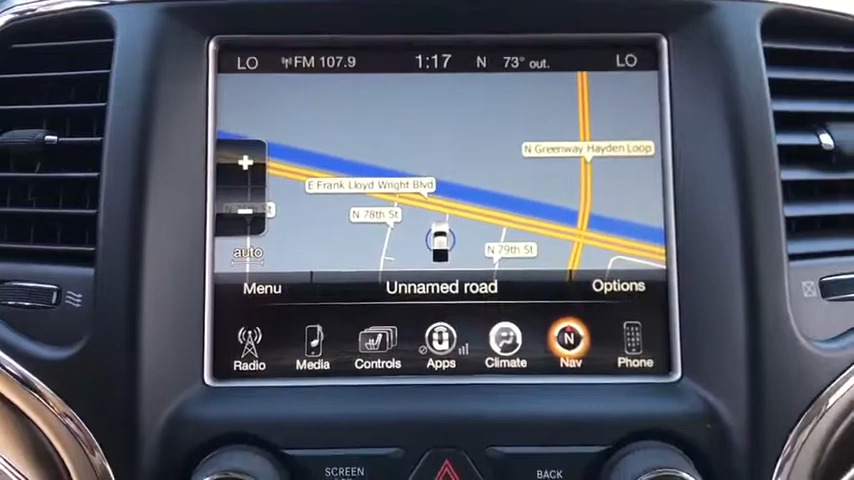 LO FM 107.9 1:17 N 73° out. LO
N Greenway Hayden Loop
E Frank Lloyd Wright Blvd
N 78th St
N 79th St
auto
Menu Unnamed road Options
N
Radio Media Controls Apps Climate Nav Phone
SCREEN BACK